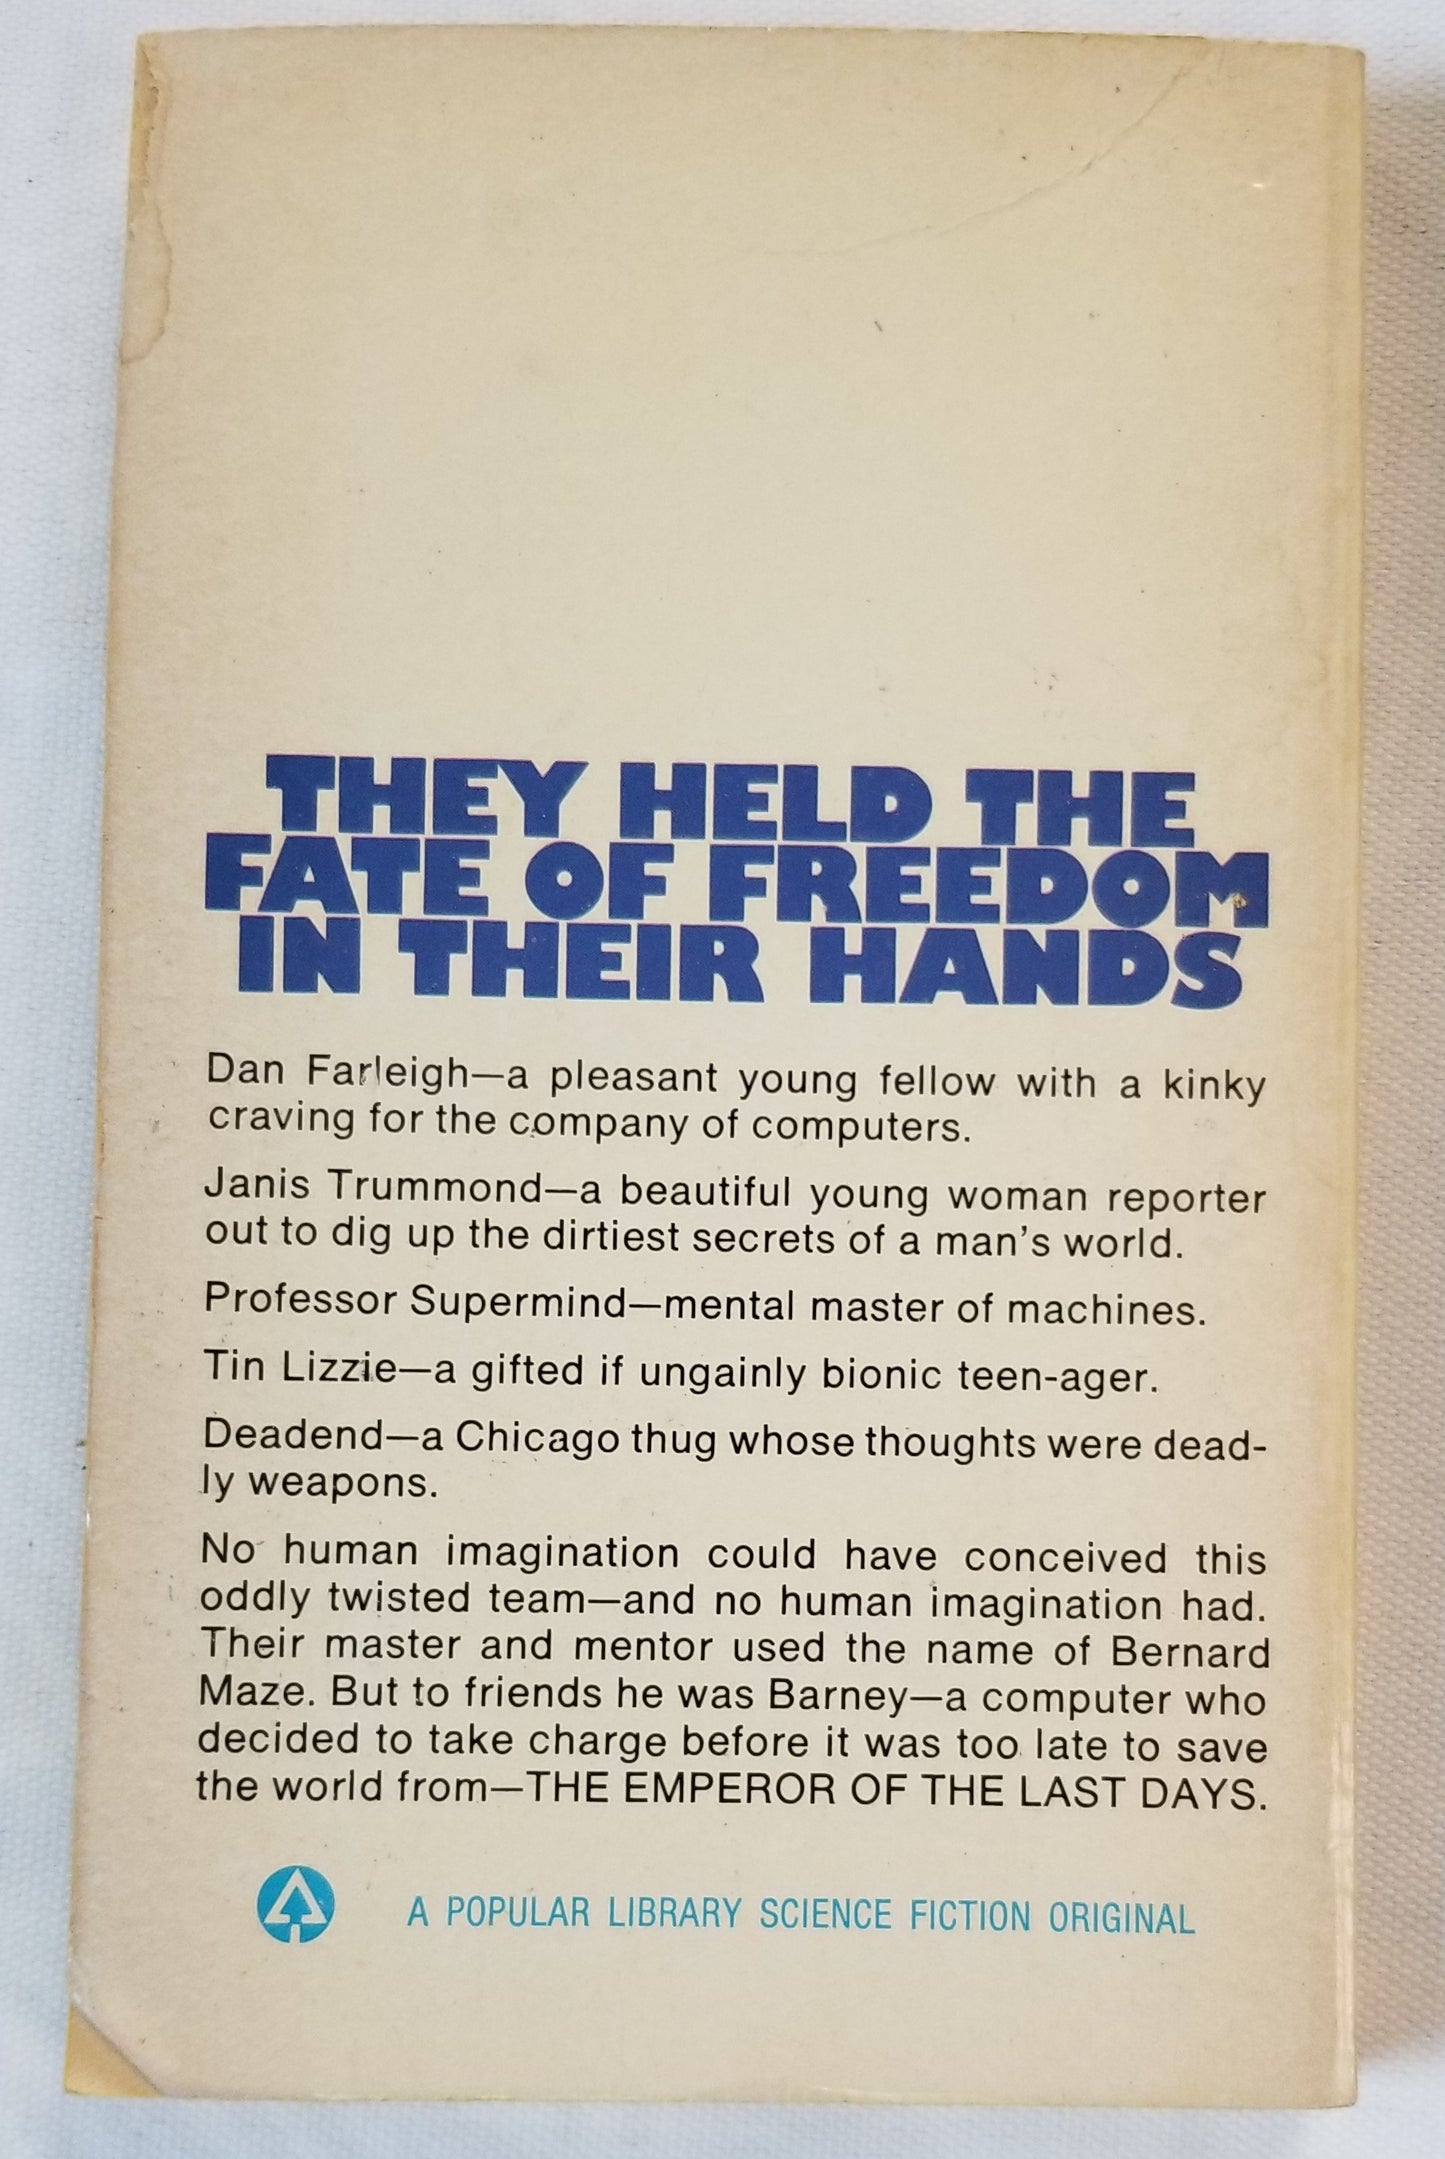 THEY HELD THE
FATE OF FREEDOM
IN THEIR HANDS
Dan Farleigh—a pleasant young fellow with a kinky
craving for the company of computers.
Janis Trummond—a beautiful young woman reporter
out to dig up the dirtiest secrets of a man's world.
Professor Supermind—mental master of machines.
Tin Lizzie—a gifted if ungainly bionic teen-ager.
Deadend—a Chicago thug whose thoughts were dead-
ly weapons.
No human imagination could have conceived this
oddly twisted team—and no human imagination had.
Their master and mentor used the name of Bernard
Maze. But to friends he was Barney—a computer who
decided to take charge before it was too late to save
the world from—THE EMPEROR OF THE LAST DAYS.
A POPULAR LIBRARY SCIENCE FICTION ORIGINAL